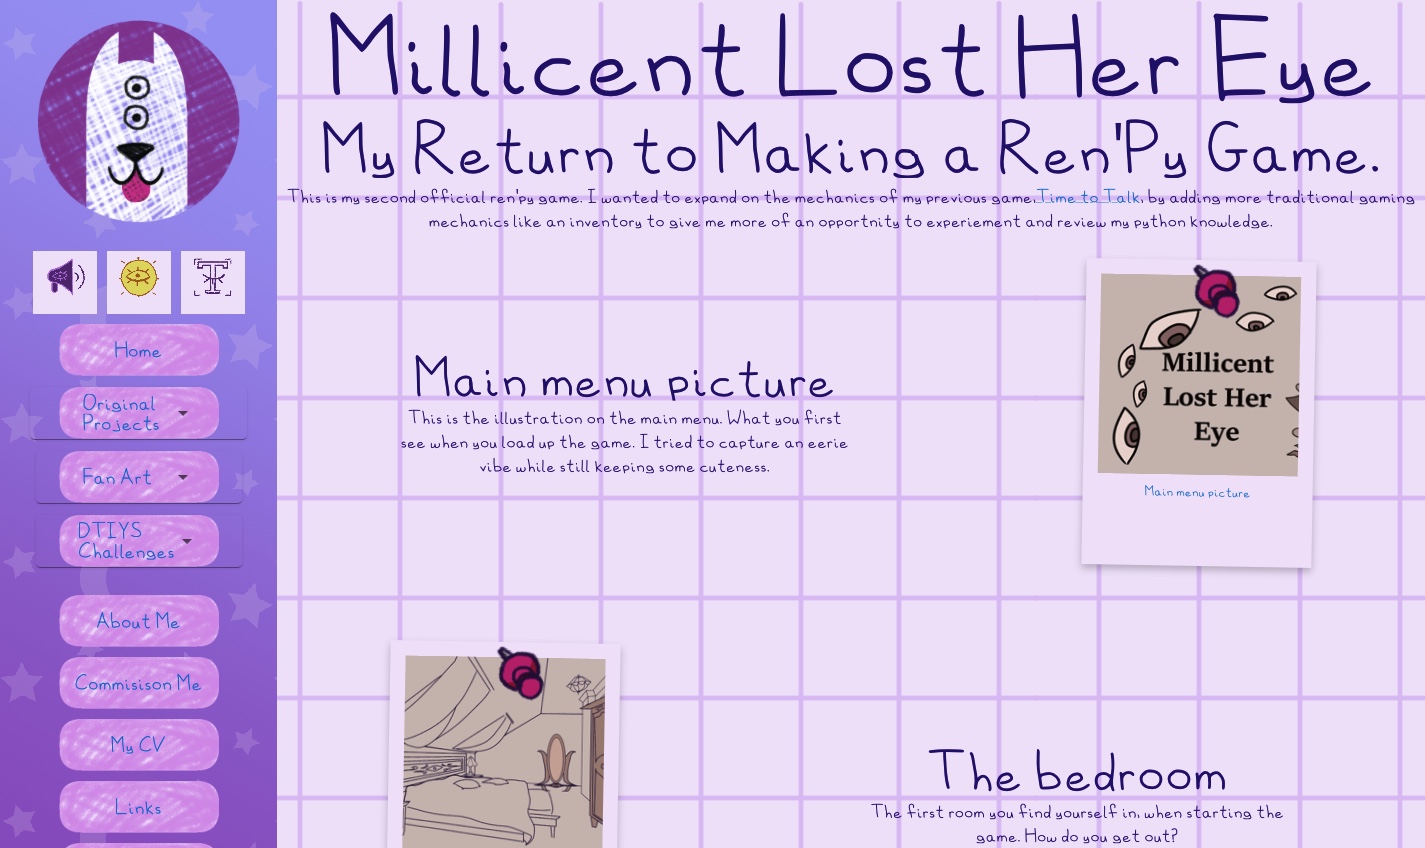 Millicent Lost Her Eye
My Return to Making a Ren'Py Game.
This is my second official ren'py game. I wanted to expand on the mechanics of my previous game, Time to Talk, by adding more traditional gaming
mechanics like an inventory to give me more of an opportnity to experiement and review my python knowledge.
Home
Original
Projects
Fan Art
DTIYS
Challenges
About Me
Commisison Me
My CV
Links
Main menu picture
This is the illustration on the main menu. What you first
see when you load up the game. I tried to capture an eerie
vibe while still keeping some cuteness.
Millicent
Lost Her
Eye
Main menu picture
The bedroom
The first room you find yourself in, when starting the
game. How do you get out?